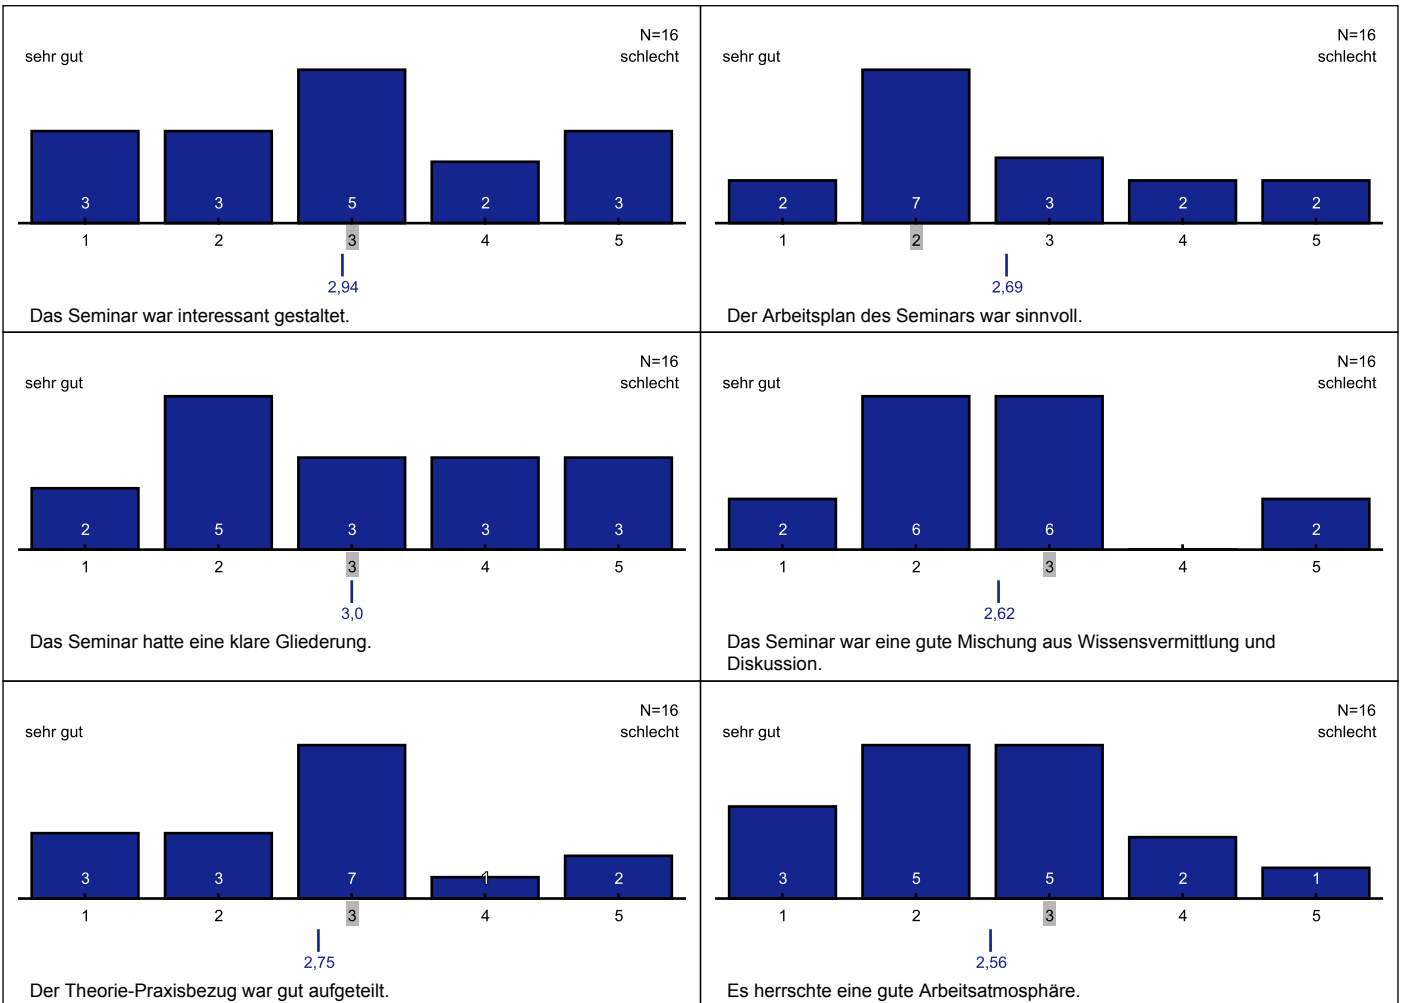 N=16
sehr gut schlecht
3 3 5 2 3
1 2 3 4 5
2,94
Das Seminar war interessant gestaltet.
N=16
sehr gut schlecht
2 7 3 2 2
1 2 3 4 5
2,69
Der Arbeitsplan des Seminars war sinnvoll.
N=16
sehr gut schlecht
2 5 3 3 3
1 2 3 4 5
3,0
Das Seminar hatte eine klare Gliederung.
N=16
sehr gut schlecht
2 6 6 2
1 2 3 4 5
2,62
Das Seminar war eine gute Mischung aus Wissensvermittlung und
Diskussion.
N=16
sehr gut schlecht
3 3 7 1 2
1 2 3 4 5
2,75
Der Theorie-Praxisbezug war gut aufgeteilt.
N=16
sehr gut schlecht
3 5 5 2 1
1 2 3 4 5
2,56
Es herrschte eine gute Arbeitsatmosphäre.